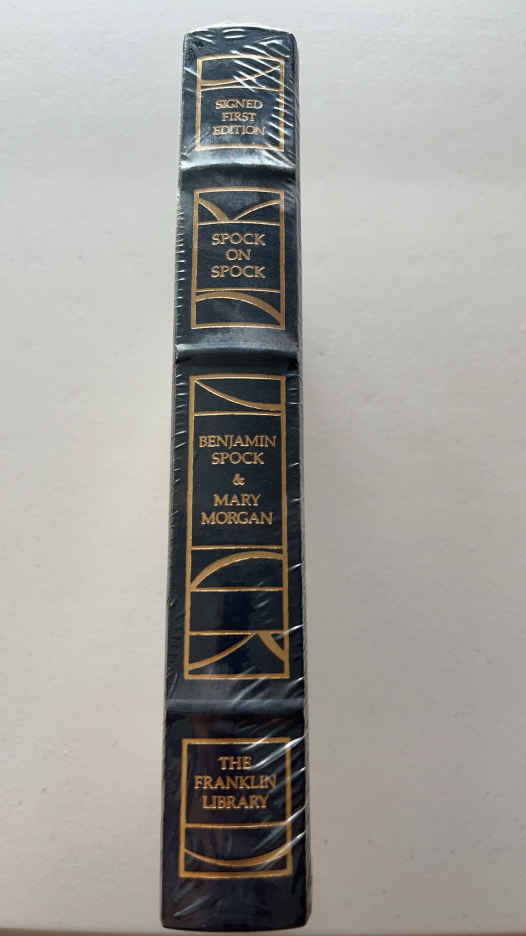 SIGNED
FIRST
EDITION
SPOCK
ON
SPOCK
BENJAMIN
SPOCK
&
MARY
MORGAN
THE
FRANKLIN
LIBRARY